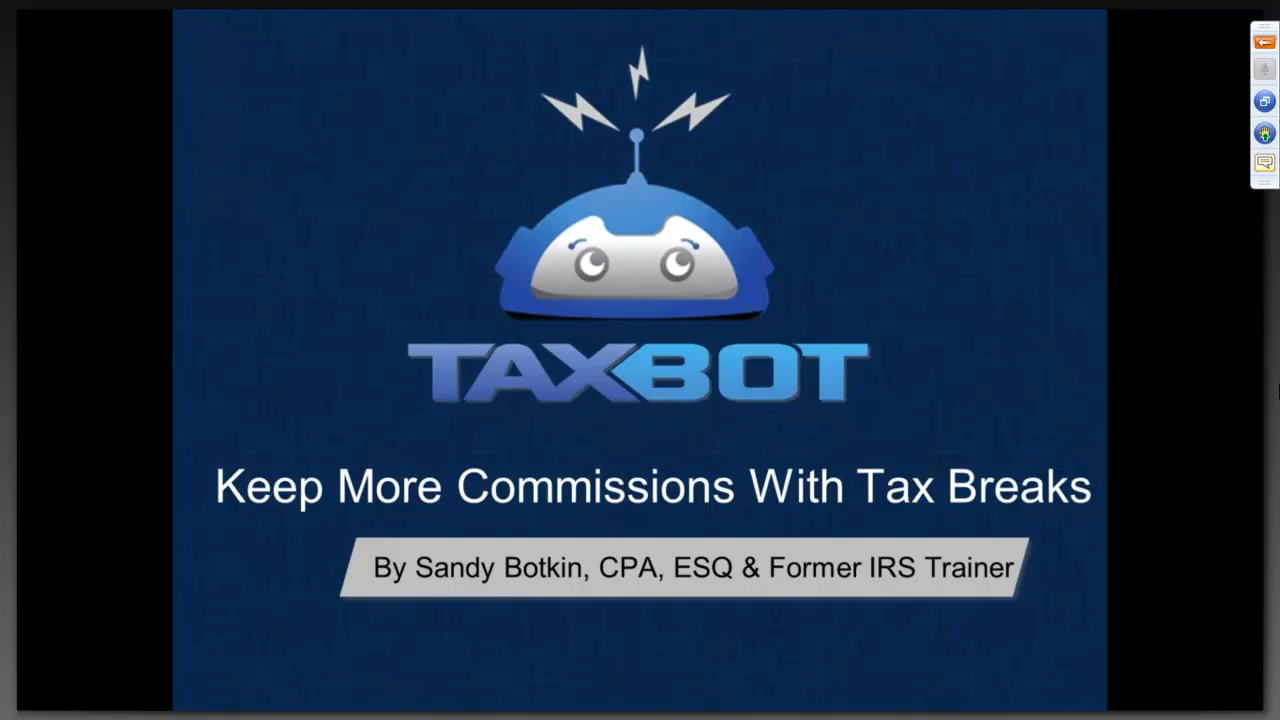 TAXBOT
Keep More Commissions With Tax Breaks
By Sandy Botkin, CPA, ESQ & Former IRS Trainer